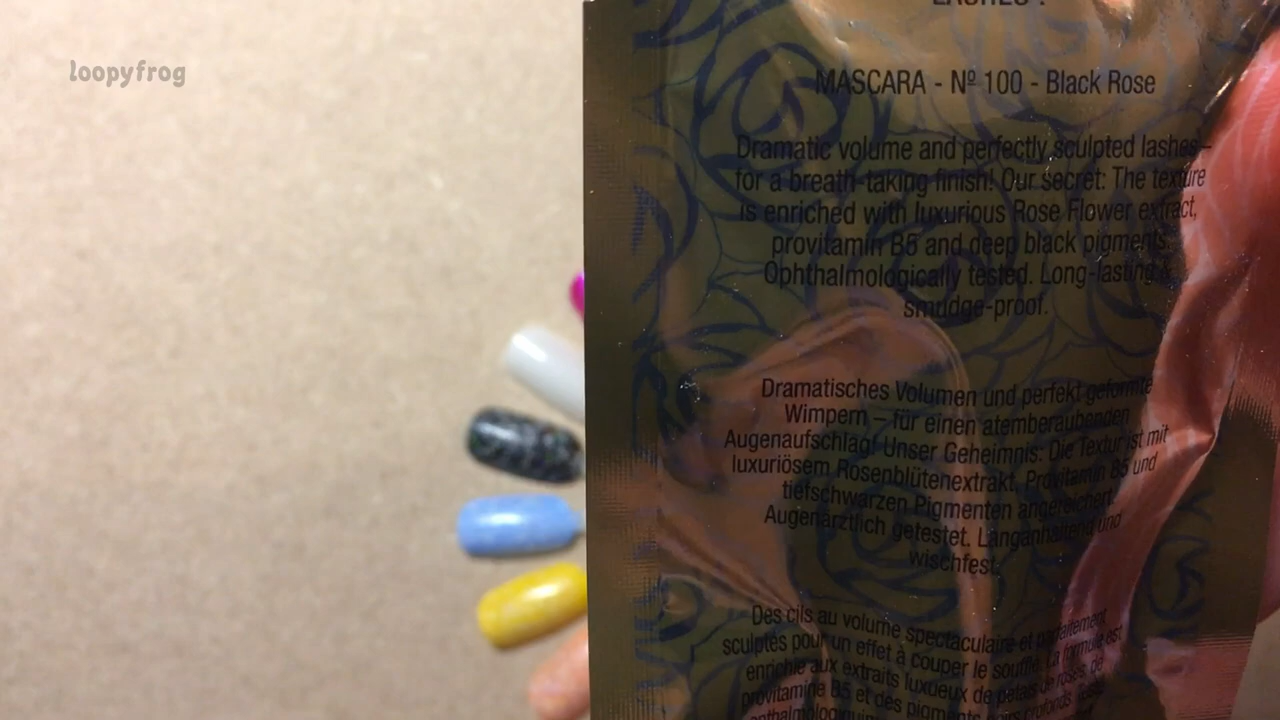 loopyfrog
LASHES !
MASCARA - Nº 100 - Black Rose
Dramatic volume and perfectly sculpted lashes –
for a breath-taking finish! Our secret: The texture
is enriched with luxurious Rose Flower extract,
provitamin B5 and deep black pigments.
Ophthalmologically tested. Long-lasting &
smudge-proof.
Dramatisches Volumen und perfekt geformte
Wimpern – für einen atemberaubenden
Augenaufschlag! Unser Geheimnis: Die Textur ist mit
luxuriösem Rosenblütenextrakt, Provitamin B5 und
tiefschwarzen Pigmenten angereichert.
Augenärztlich getestet. Langanhaltend und
wischfest.
Des cils au volume spectaculaire et parfaitement
sculptés pour un effet à couper le souffle. La formule est
enrichie aux extraits luxueux de pétales de roses, de
provitamine B5 et des pigments noirs profonds.